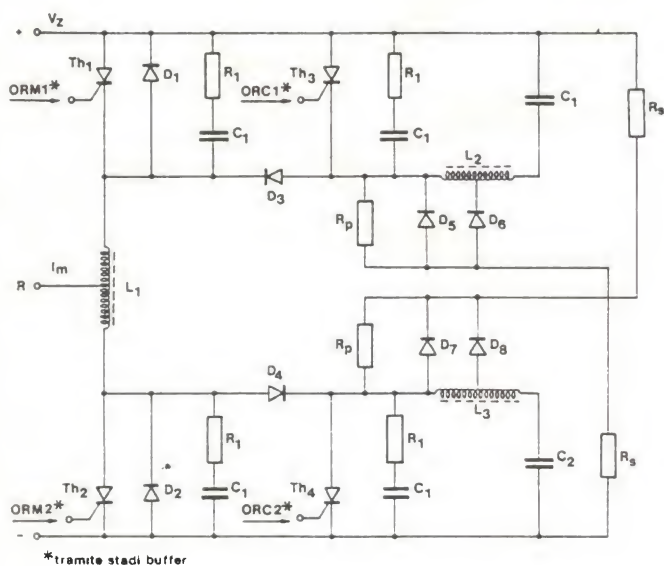 + Vz
Th1 D1 R1 Th3 R1
ORM1* ORC1* C1 Rs
C1 C1
L2
D3
Rp D5 D6
Im
R L1
Rp D7 D8
D4
L3
R1 R1 Rs
Th2 D2 Th4 C2
ORM2* C1 ORC2* C1
-
*tramite stadi buffer